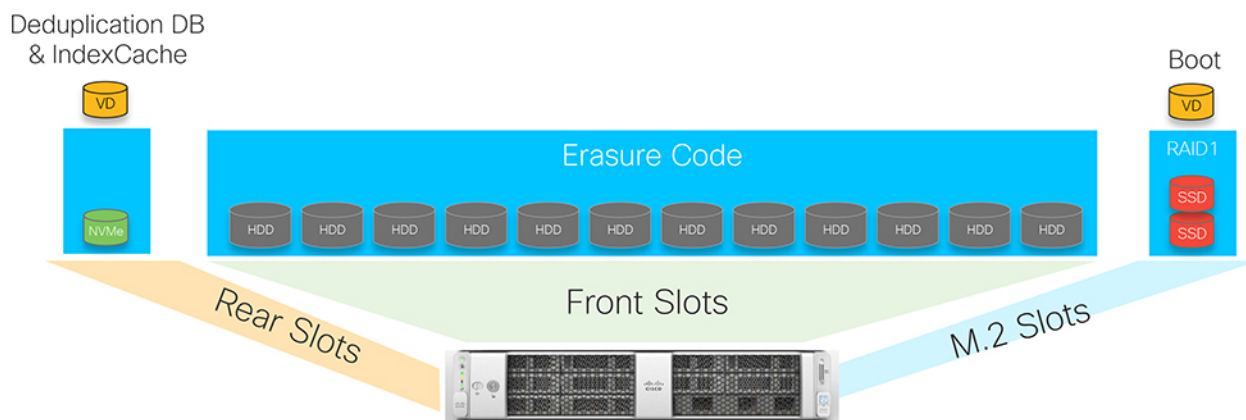 Deduplication DB
& IndexCache
VD
NVMe
Erasure Code
HDD HDD HDD HDD HDD HDD HDD HDD HDD HDD HDD HDD
Boot
VD
RAID1
SSD
SSD
Rear Slots
Front Slots
M.2 Slots
CISCO